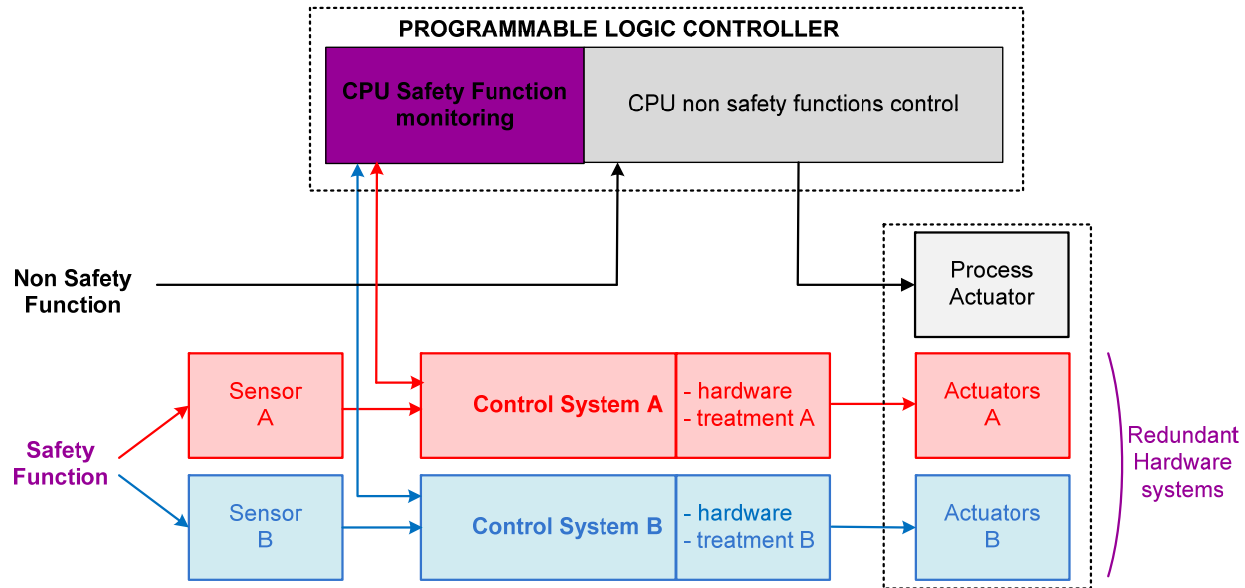 PROGRAMMABLE LOGIC CONTROLLER
CPU Safety Function
monitoring
CPU non safety functions control
Non Safety
Function
Process
Actuator
Safety
Function
Sensor
A
Control System A
- hardware
- treatment A
Actuators
A
Sensor
B
Control System B
- hardware
- treatment B
Actuators
B
Redundant
Hardware
systems